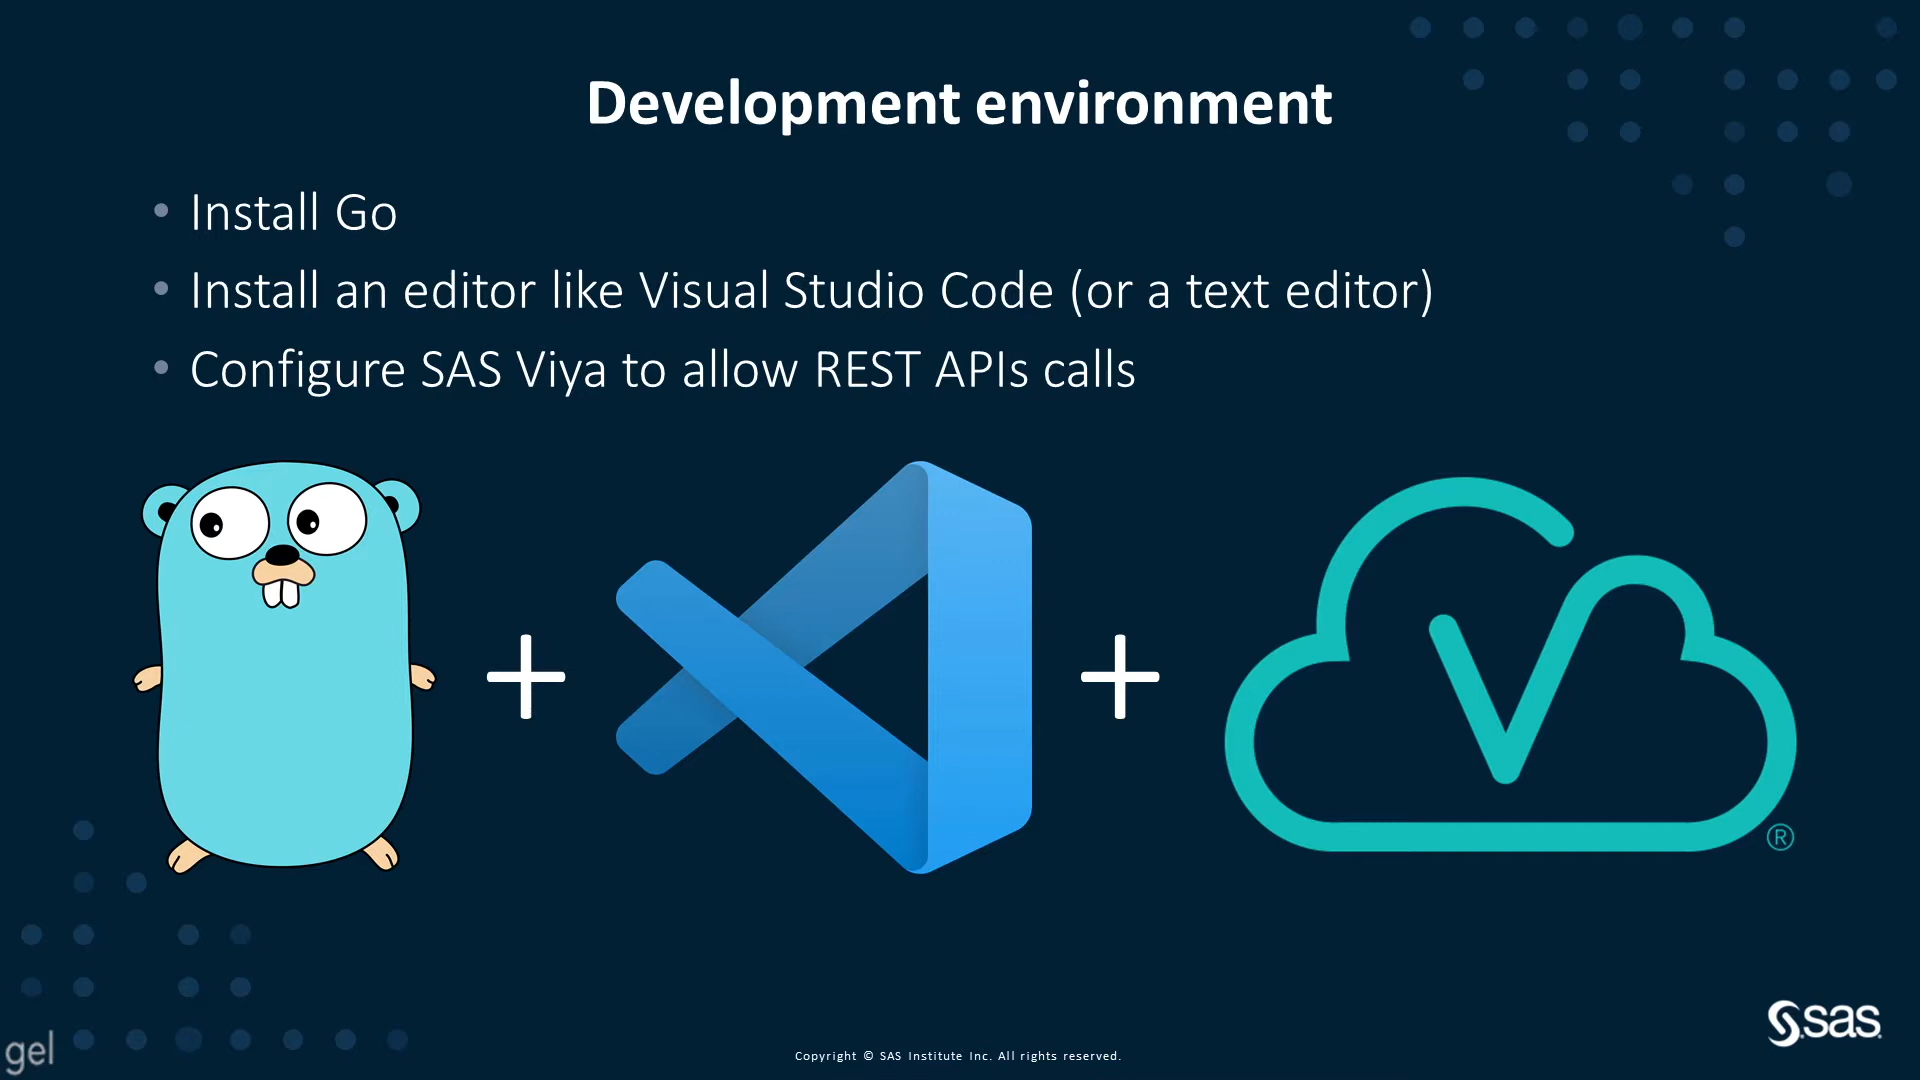 Development environment
• Install Go
• Install an editor like Visual Studio Code (or a text editor)
• Configure SAS Viya to allow REST APIs calls
+
+
®
sas
gel
Copyright © SAS Institute Inc. All rights reserved.